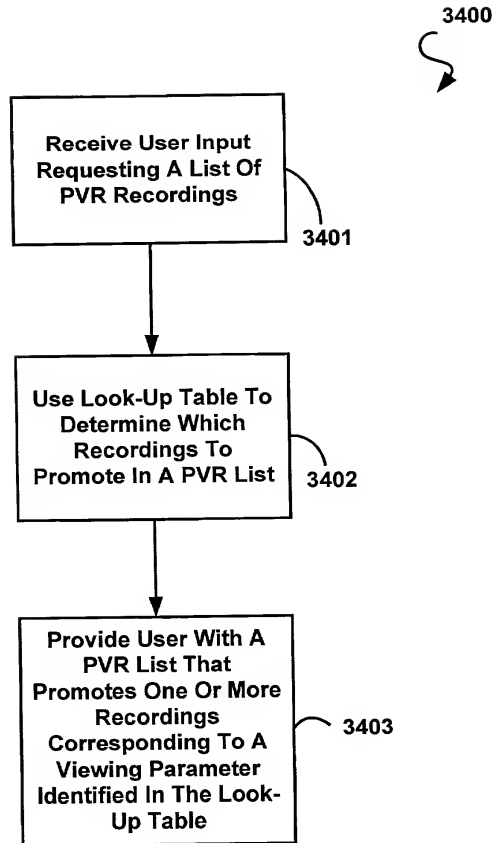 3400
Receive User Input
Requesting A List Of
PVR Recordings
3401
Use Look-Up Table To
Determine Which
Recordings To
Promote In A PVR List
3402
Provide User With A
PVR List That
Promotes One Or More
Recordings
Corresponding To A
Viewing Parameter
Identified In The Look-
Up Table
3403